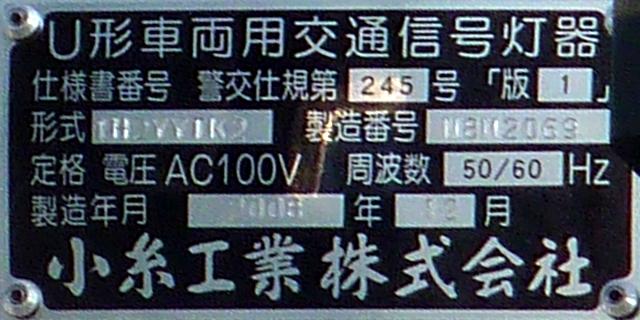 U形車両用交通信号灯器
仕様書番号 警交仕規第 245 号 「版 1 」
形式 製造番号
定格 電圧 AC100V 周波数 50/60 Hz
製造年月 2008 年 12 月
小糸工業株式会社